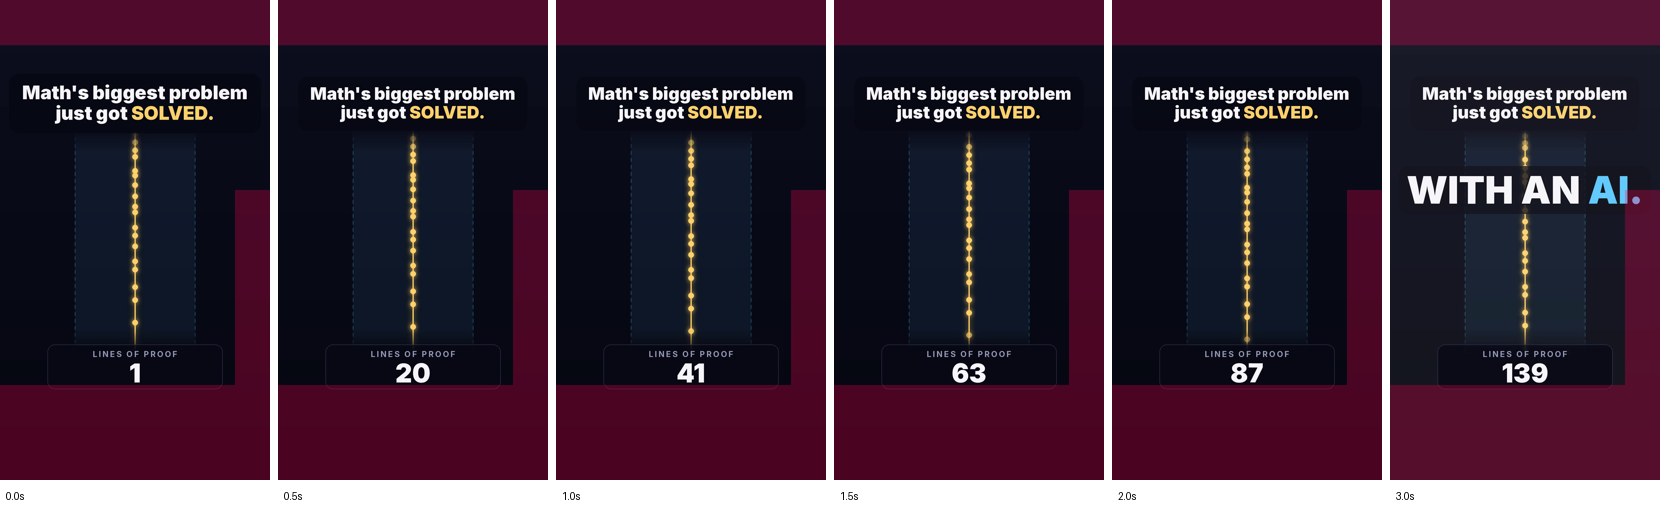 Math's biggest problem
just got SOLVED.
LINES OF PROOF
1
0.0s
Math's biggest problem
just got SOLVED.
LINES OF PROOF
20
0.5s
Math's biggest problem
just got SOLVED.
LINES OF PROOF
41
1.0s
Math's biggest problem
just got SOLVED.
LINES OF PROOF
63
1.5s
Math's biggest problem
just got SOLVED.
LINES OF PROOF
87
2.0s
Math's biggest problem
just got SOLVED.
WITH AN AI.
LINES OF PROOF
139
3.0s